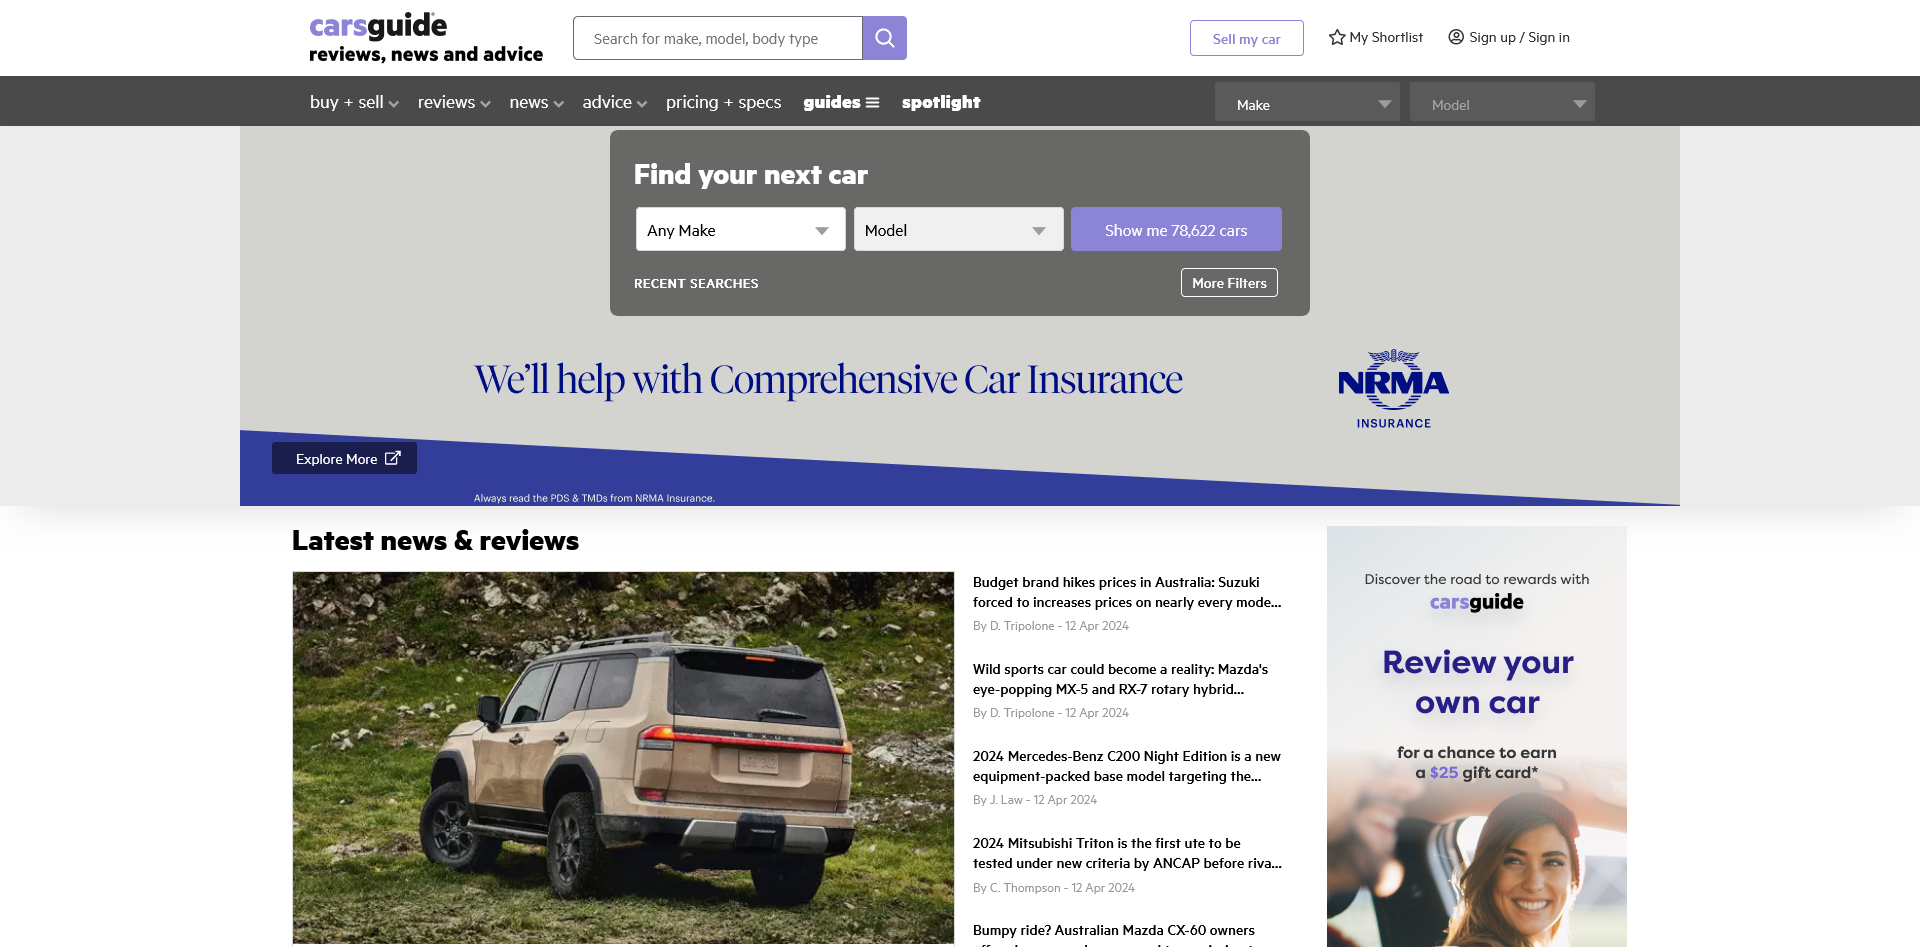 carsguide
reviews, news and advice
Search for make, model, body type
Sell my car
My Shortlist
Sign up / Sign in
buy + sell
reviews
news
advice
pricing + specs
guides
spotlight
Make
Model
Find your next car
Any Make
Model
Show me 78,622 cars
RECENT SEARCHES
More Filters
We'll help with Comprehensive Car Insurance
NRMA
INSURANCE
Explore More
Always read the PDS & TMDs from NRMA Insurance.
Latest news & reviews
LEXUS
Budget brand hikes prices in Australia: Suzuki
forced to increases prices on nearly every mode...
By D. Tripolone - 12 Apr 2024
Wild sports car could become a reality: Mazda's
eye-popping MX-5 and RX-7 rotary hybrid...
By D. Tripolone - 12 Apr 2024
2024 Mercedes-Benz C200 Night Edition is a new
equipment-packed base model targeting the...
By J. Law - 12 Apr 2024
2024 Mitsubishi Triton is the first ute to be
tested under new criteria by ANCAP before riva...
By C. Thompson - 12 Apr 2024
Bumpy ride? Australian Mazda CX-60 owners
Discover the road to rewards with
carsguide
Review your
own car
for a chance to earn
a $25 gift card*